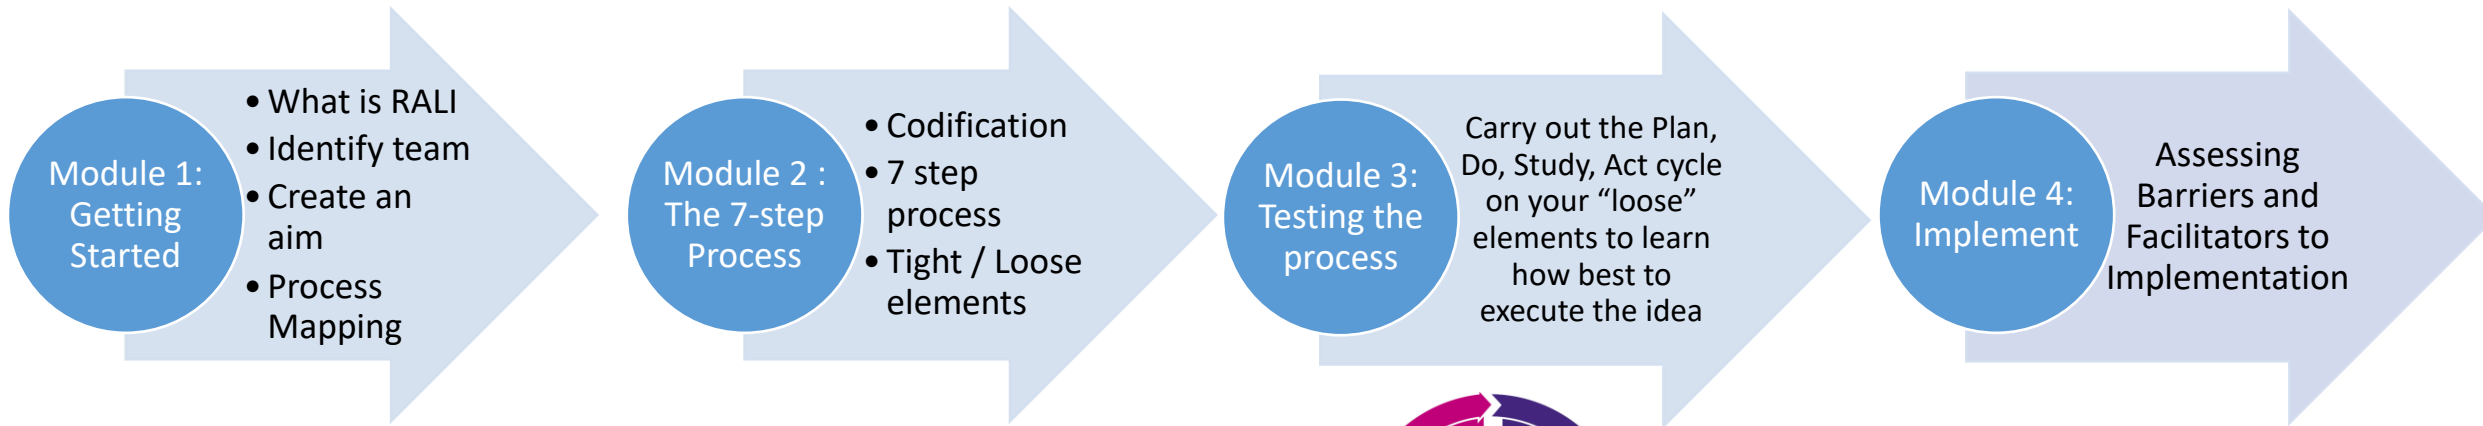 Module 1:
Getting
Started
• What is RALI
• Identify team
• Create an
aim
• Process
Mapping
Module 2 :
The 7-step
Process
• Codification
• 7 step
process
• Tight / Loose
elements
Module 3:
Testing the
process
Carry out the Plan,
Do, Study, Act cycle
on your “loose”
elements to learn
how best to
execute the idea
Module 4:
Implement
Assessing
Barriers and
Facilitators to
Implementation